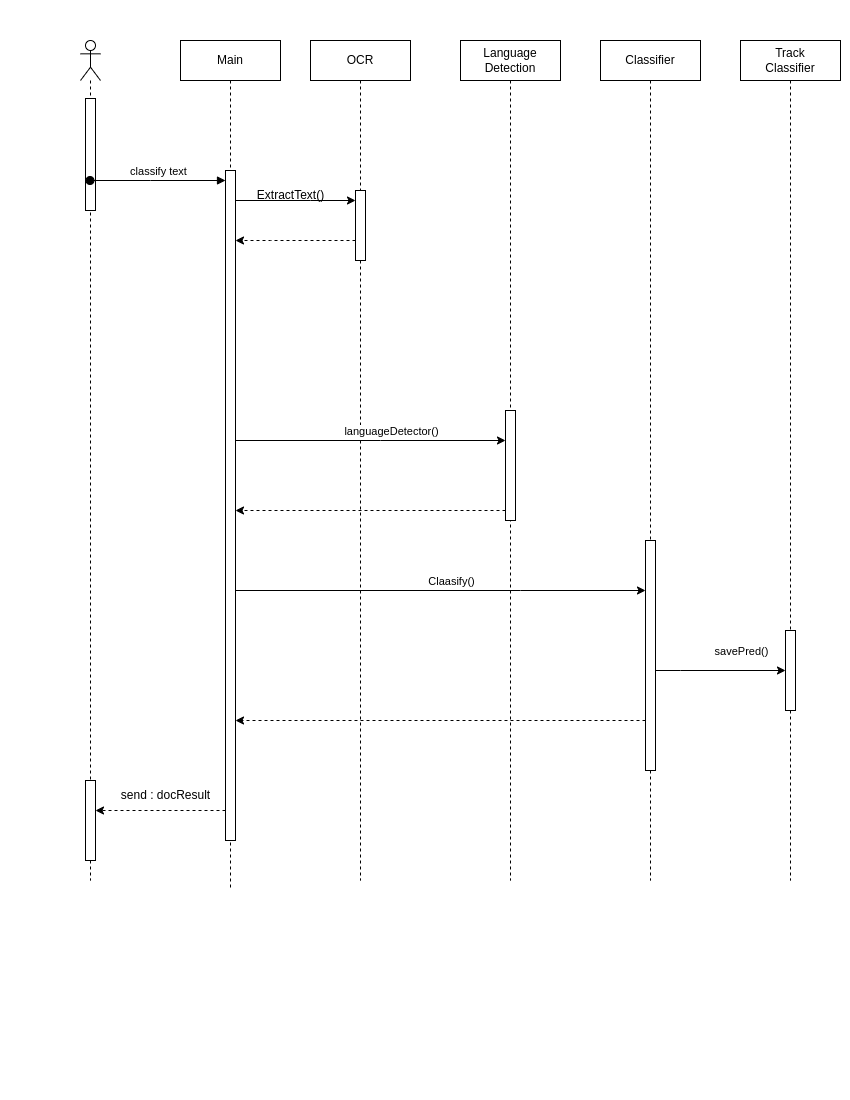 Main
OCR
Language
Detection
Classifier
Track
Classifier
classify text
ExtractText()
languageDetector()
Claasify()
savePred()
send : docResult